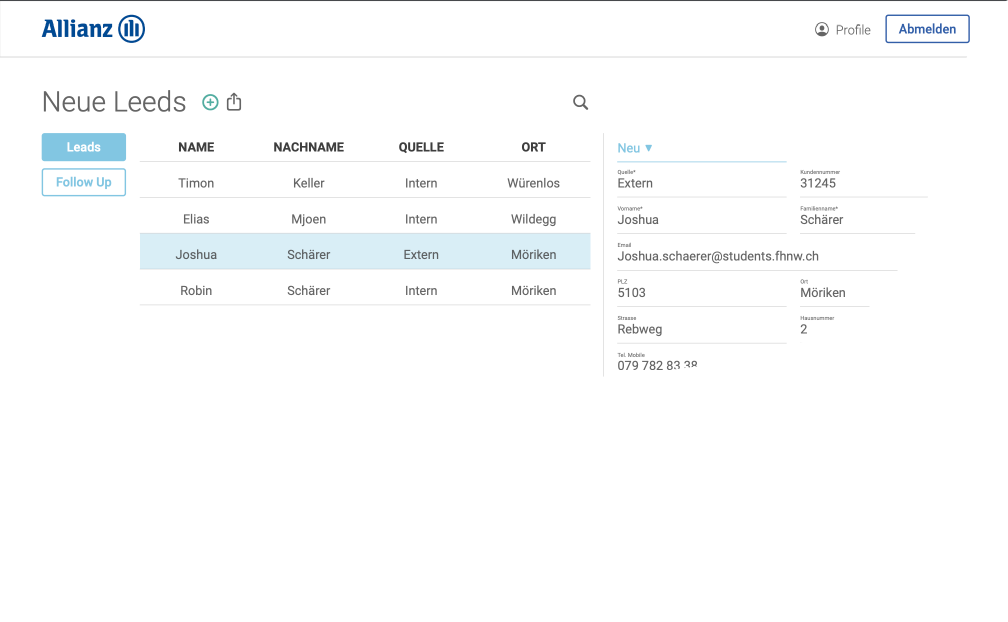 Allianz
Profile
Abmelden
Neue Leeds
Leads
Follow Up
NAME NACHNAME QUELLE ORT
Timon Keller Intern Würenlos
Elias Mjoen Intern Wildegg
Joshua Schärer Extern Möriken
Robin Schärer Intern Möriken
Neu ▼
Quelle* Kundennummer
Extern 31245
Vorname* Familienname*
Joshua Schärer
Email
Joshua.schaerer@students.fhnw.ch
PLZ Ort
5103 Möriken
Strasse Hausnummer
Rebweg 2
Tel. Mobile
079 782 83 38